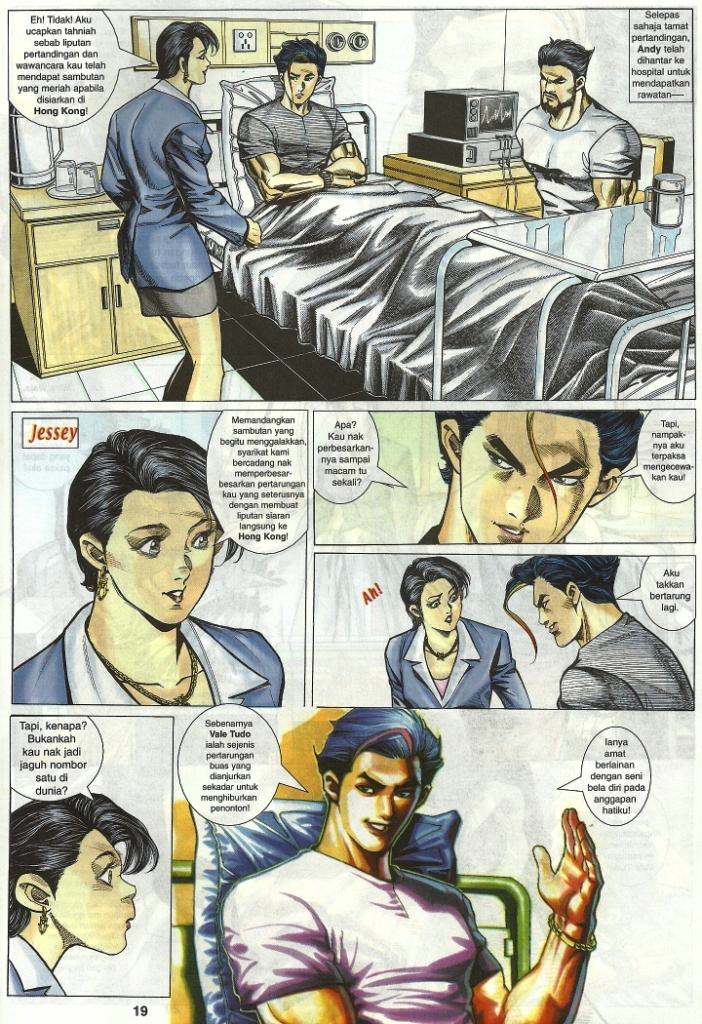 Eh! Tidak! Aku
ucapkan tahniah
sebab liputan
pertandingan dan
wawancara kau telah
mendapat sambutan
yang meriah apabila
disiarkan di
Hong Kong!
Selepas
sahaja tamat
pertandingan,
Andy telah
dihantar ke
hospital untuk
mendapatkan
rawatan—
Jessey
Memandangkan
sambutan yang
begitu menggalakkan,
syarikat kami
bercadang nak
memperbesar-
besarkan pertarungan
kau yang seterusnya
dengan membuat
liputan siaran
langsung ke
Hong Kong!
Apa?
Kau nak
perbesarkan-
nya sampai
macam tu
sekali?
Tapi,
nampak-
nya aku
terpaksa
mengecewa-
kan kau!
Ah!
Aku
takkan
bertarung
lagi.
Tapi, kenapa?
Bukankah
kau nak jadi
jaguh nombor
satu di
dunia?
Sebenarnya
Vale Tudo
ialah sejenis
pertarungan
buas yang
dianjurkan
sekadar untuk
menghiburkan
penonton!
Ianya
amat
berlainan
dengan seni
bela diri pada
anggapan
hatiku!
19